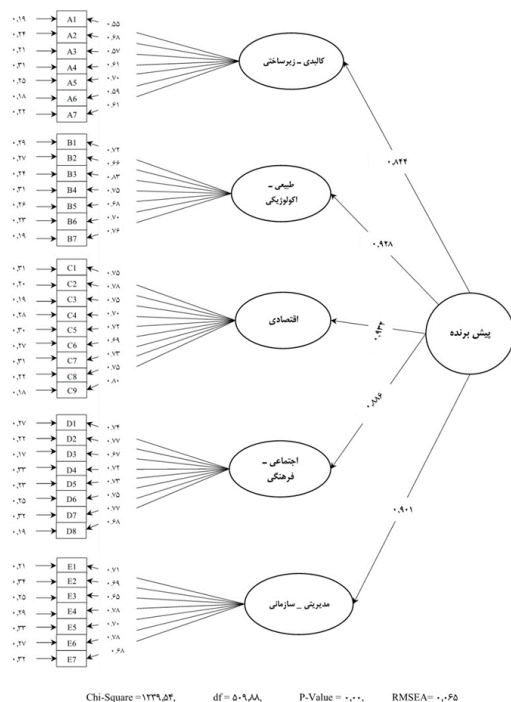 ۰,۱۹ A1 ۰,۵۵
۰,۲۴ A2 ۰,۶۸
۰,۲۱ A3 ۰,۵۷
۰,۳۱ A4 ۰,۶۱
۰,۲۵ A5 ۰,۷۰
۰,۱۸ A6 ۰,۵۹
۰,۲۲ A7 ۰,۶۱
کالبدی ـ زیرساختی
۰,۸۴۴
۰,۲۹ B1 ۰,۷۲
۰,۲۷ B2 ۰,۶۶
۰,۲۴ B3 ۰,۸۳
۰,۳۱ B4 ۰,۷۵
۰,۲۶ B5 ۰,۶۸
۰,۲۳ B6 ۰,۷۰
۰,۱۹ B7 ۰,۷۶
طبیعی ـ
اکولوژیکی
۰,۹۲۸
۰,۳۱ C1 ۰,۷۵
۰,۲۰ C2 ۰,۷۸
۰,۱۹ C3 ۰,۷۵
۰,۲۸ C4 ۰,۷۰
۰,۳۰ C5 ۰,۷۲
۰,۲۷ C6 ۰,۶۹
۰,۳۱ C7 ۰,۷۳
۰,۲۲ C8 ۰,۷۵
۰,۱۸ C9 ۰,۸۰
اقتصادی
۰,۹۳۲
پیش برنده
۰,۲۷ D1 ۰,۷۴
۰,۲۲ D2 ۰,۷۷
۰,۱۷ D3 ۰,۶۷
۰,۳۳ D4 ۰,۷۲
۰,۲۳ D5 ۰,۷۳
۰,۲۵ D6 ۰,۷۵
۰,۳۲ D7 ۰,۷۷
۰,۱۹ D8 ۰,۶۸
اجتماعی ـ
فرهنگی
۰,۸۸۶
۰,۲۱ E1 ۰,۷۱
۰,۳۴ E2 ۰,۶۹
۰,۲۵ E3 ۰,۶۵
۰,۲۹ E4 ۰,۷۸
۰,۳۳ E5 ۰,۷۰
۰,۲۷ E6 ۰,۷۸
۰,۳۲ E7 ۰,۶۸
مدیریتی _ سازمانی
۰,۹۰۱
Chi-Square =۱۲۳۹,۵۴, df = ۵۰۹,۸۸, P-Value = ۰,۰۰, RMSEA= ۰,۰۶۵